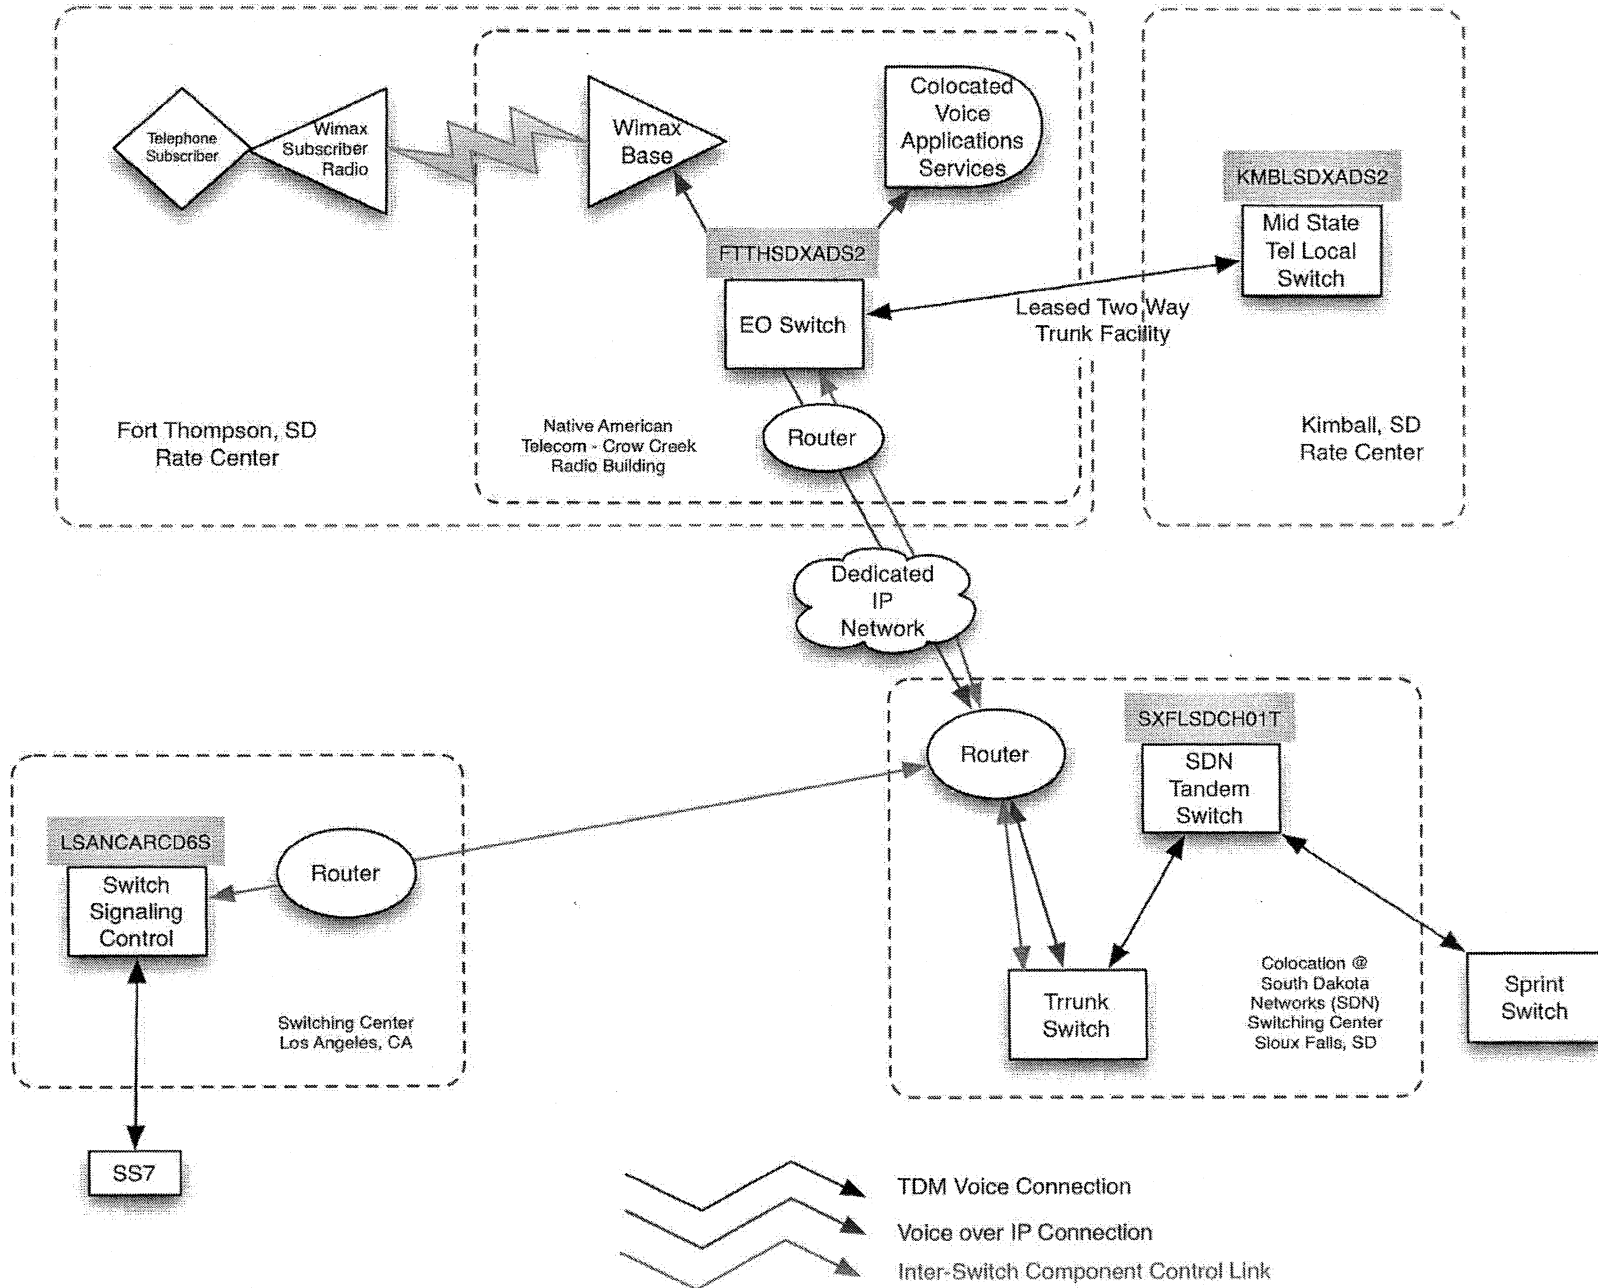 Telephone
Subscriber
Wimax
Subscriber
Radio
Wimax
Base
Colocated
Voice
Applications
Services
KMBLSDXADS2
Mid State
Tel Local
Switch
FTTHSDXADS2
EO Switch
Leased Two Way
Trunk Facility
Fort Thompson, SD
Rate Center
Native American
Telecom - Crow Creek
Radio Building
Router
Kimball, SD
Rate Center
Dedicated
IP
Network
SXFLSDCH01T
Router
SDN
Tandem
Switch
LSANCARCD6S
Router
Switch
Signaling
Control
Switching Center
Los Angeles, CA
Trrunk
Switch
Colocation @
South Dakota
Networks (SDN)
Switching Center
Sioux Falls, SD
Sprint
Switch
SS7
TDM Voice Connection
Voice over IP Connection
Inter-Switch Component Control Link